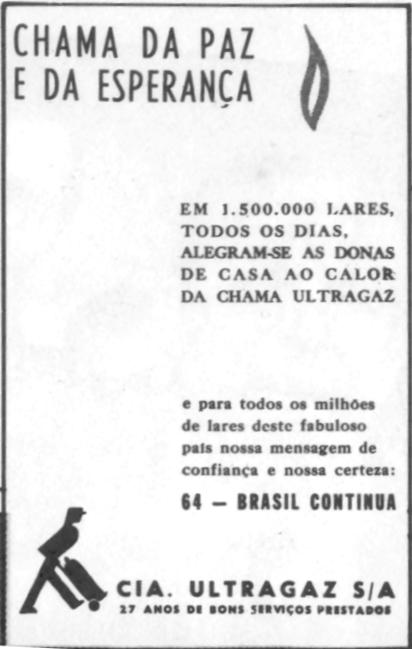 CHAMA DA PAZ
E DA ESPERANÇA
EM 1.500.000 LARES,
TODOS OS DIAS,
ALEGRAM-SE AS DONAS
DE CASA AO CALOR
DA CHAMA ULTRAGAZ
e para todos os milhões
de lares deste fabuloso
país nossa mensagem de
confiança e nossa certeza:
64 — BRASIL CONTINUA
CIA. ULTRAGAZ S/A
27 ANOS DE BONS SERVIÇOS PRESTADOS